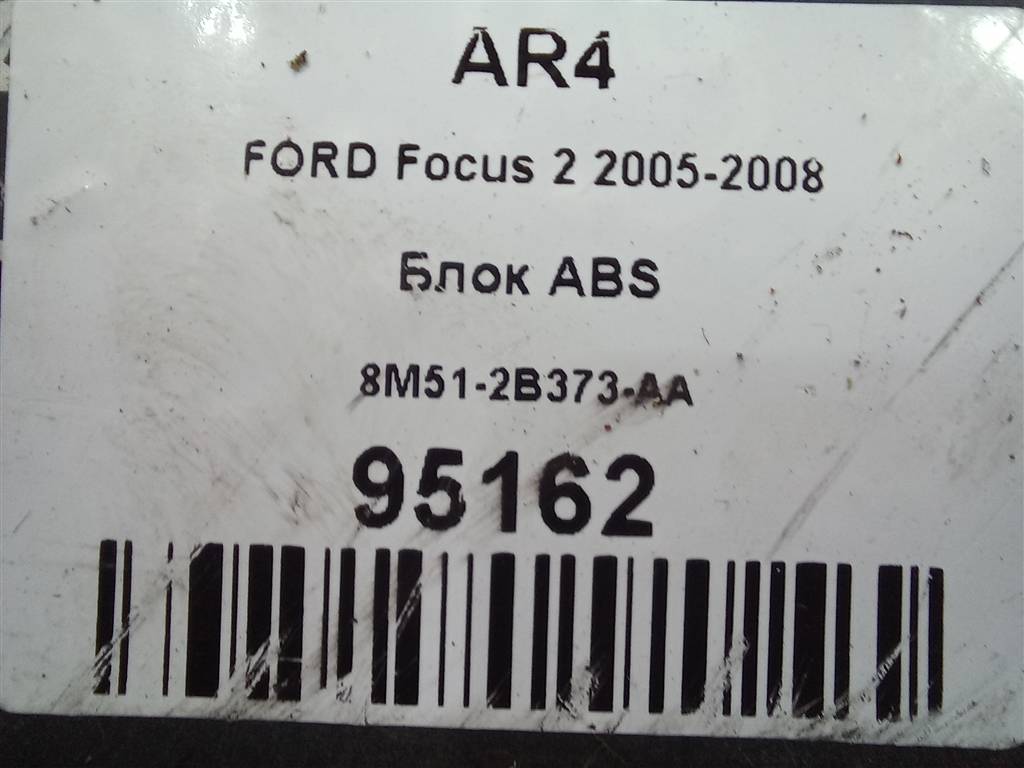 AR4
FORD Focus 2 2005-2008
Блок ABS
8M51-2B373-AA
95162